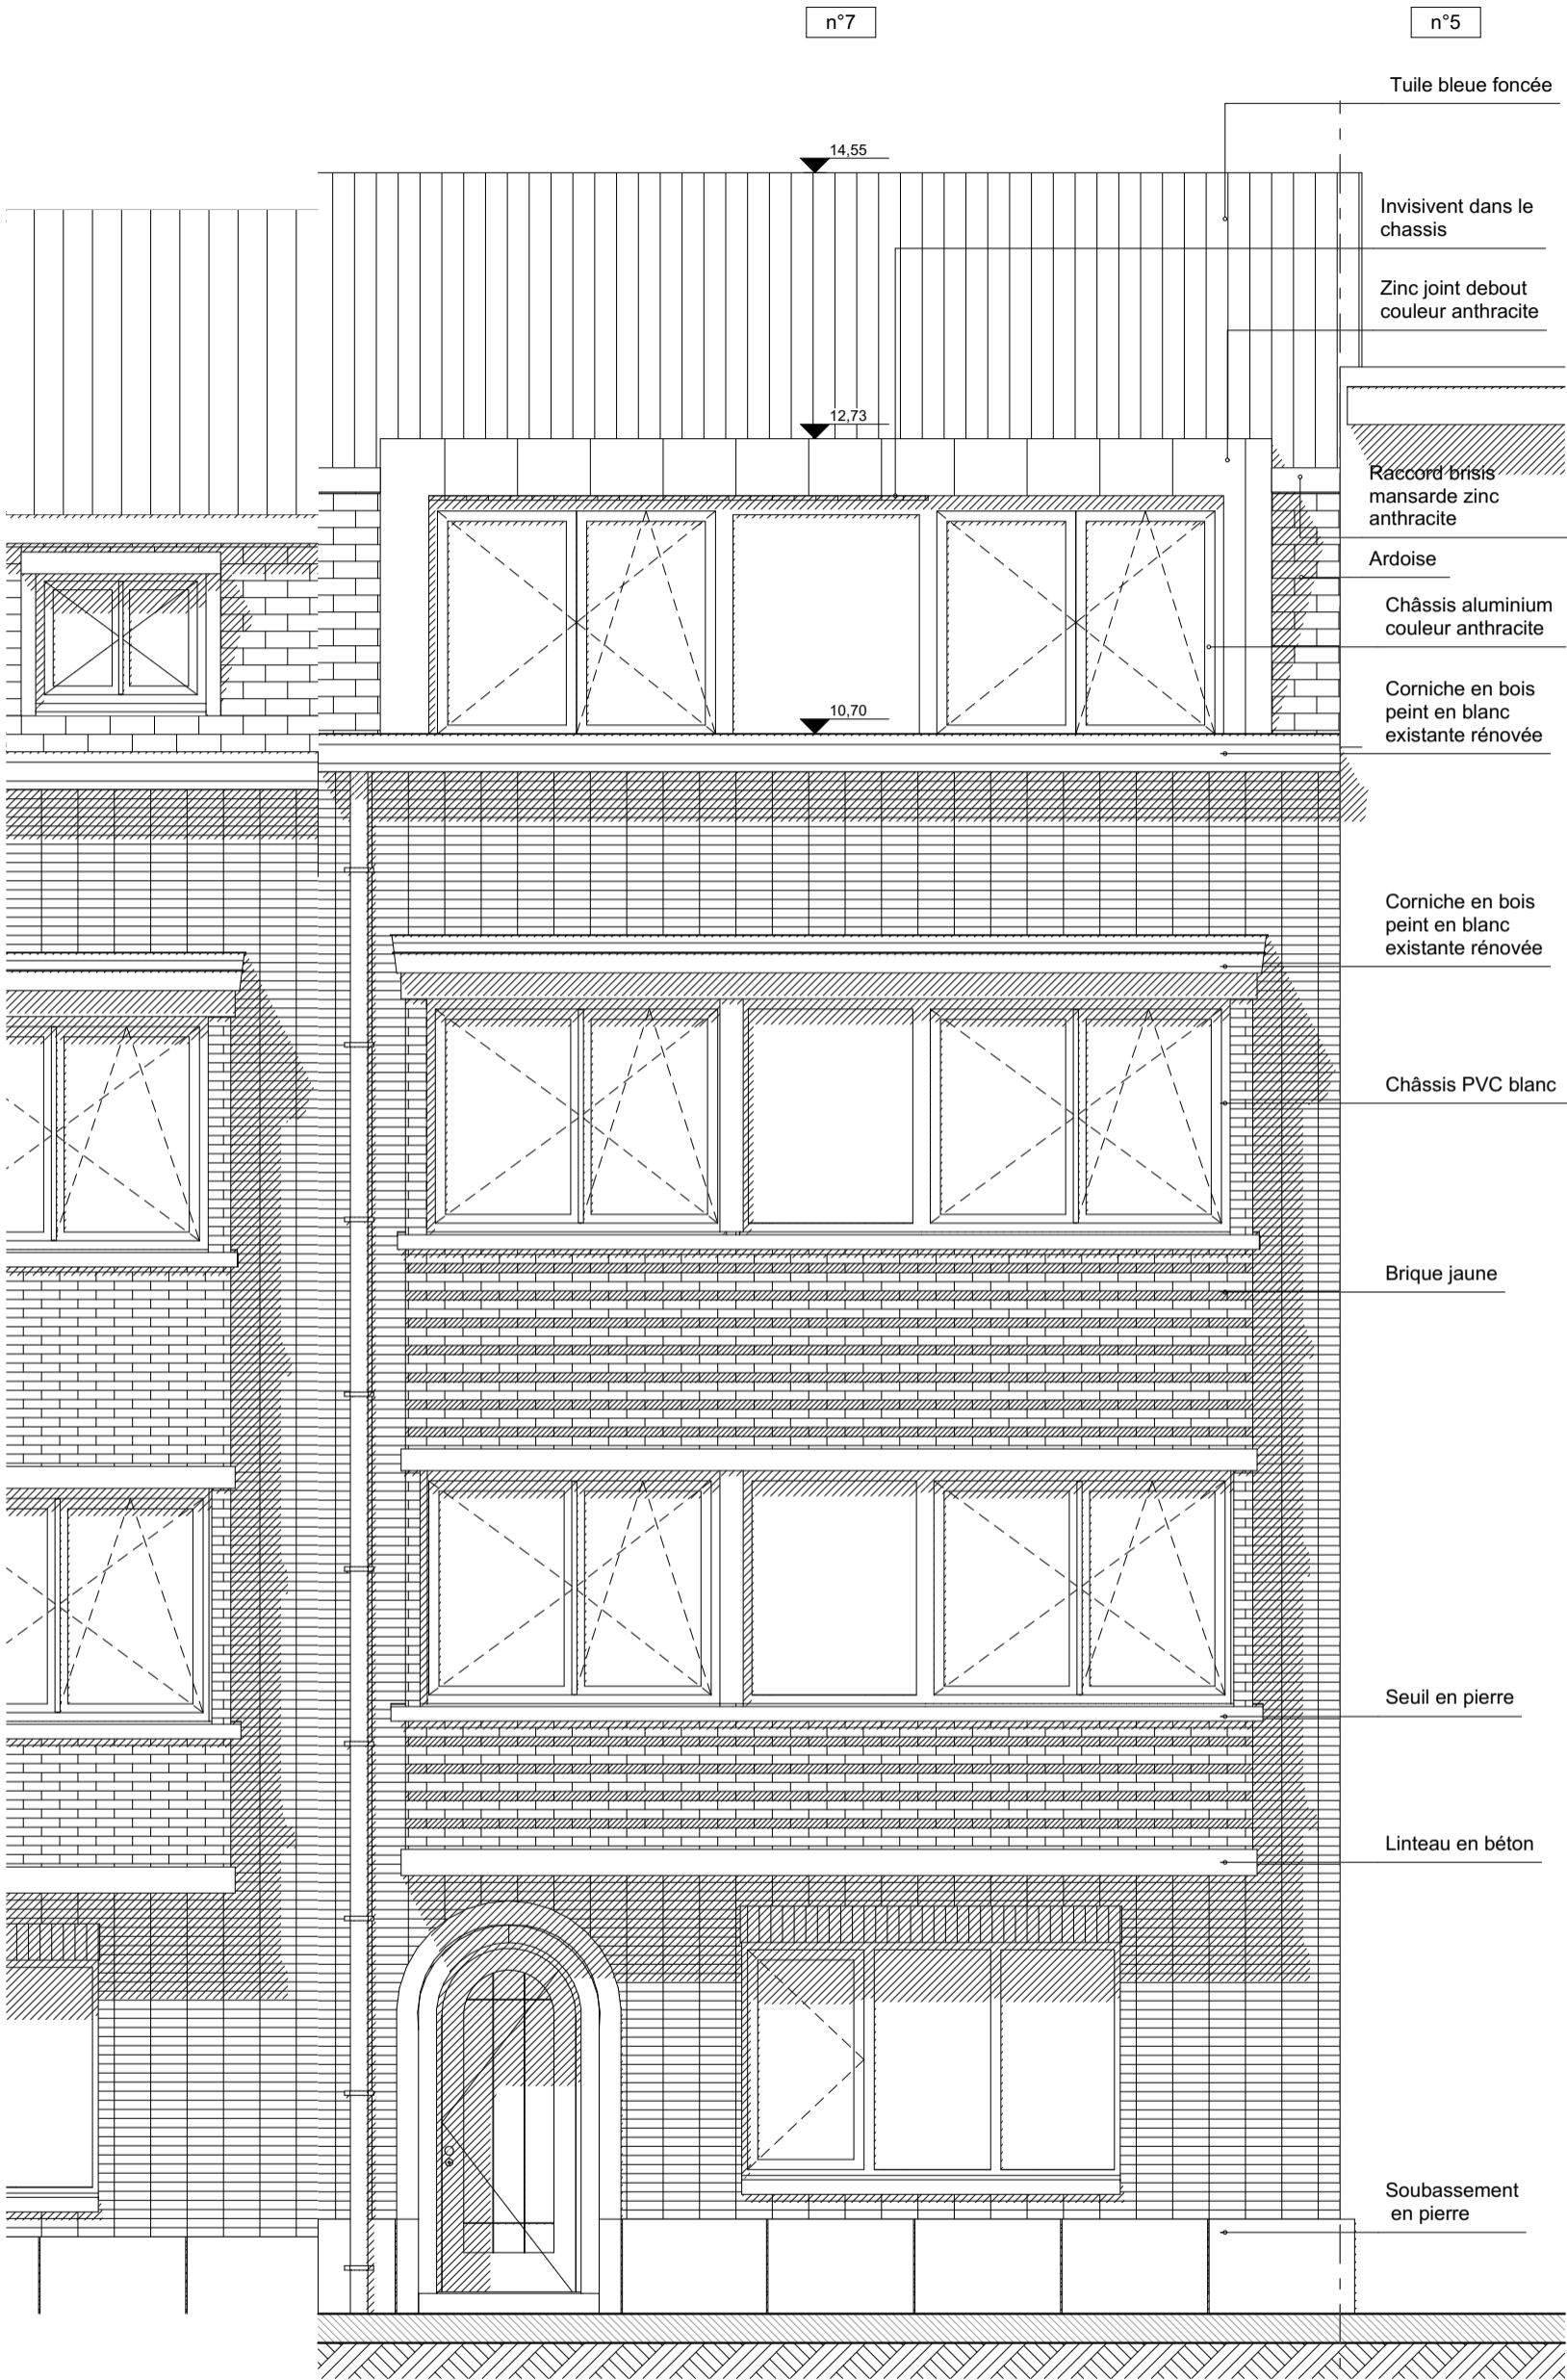 n°7
n°5
Tuile bleue foncée
14,55
Invisivent dans le
chassis
Zinc joint debout
couleur anthracite
12,73
Raccord brisis
mansarde zinc
anthracite
Ardoise
Châssis aluminium
couleur anthracite
Corniche en bois
peint en blanc
existante rénovée
10,70
Corniche en bois
peint en blanc
existante rénovée
Châssis PVC blanc
Brique jaune
Seuil en pierre
Linteau en béton
Soubassement
en pierre